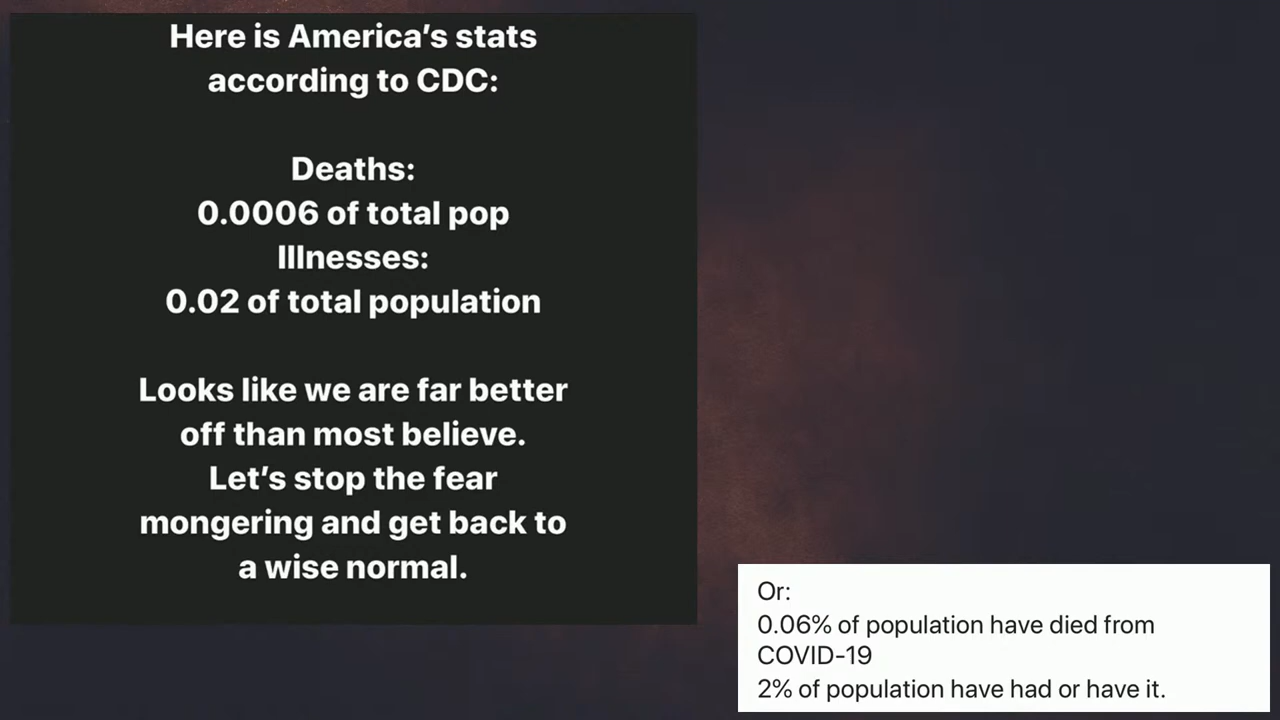 Here is America’s stats
according to CDC:
Deaths:
0.0006 of total pop
Illnesses:
0.02 of total population
Looks like we are far better
off than most believe.
Let’s stop the fear
mongering and get back to
a wise normal.
Or:
0.06% of population have died from
COVID-19
2% of population have had or have it.